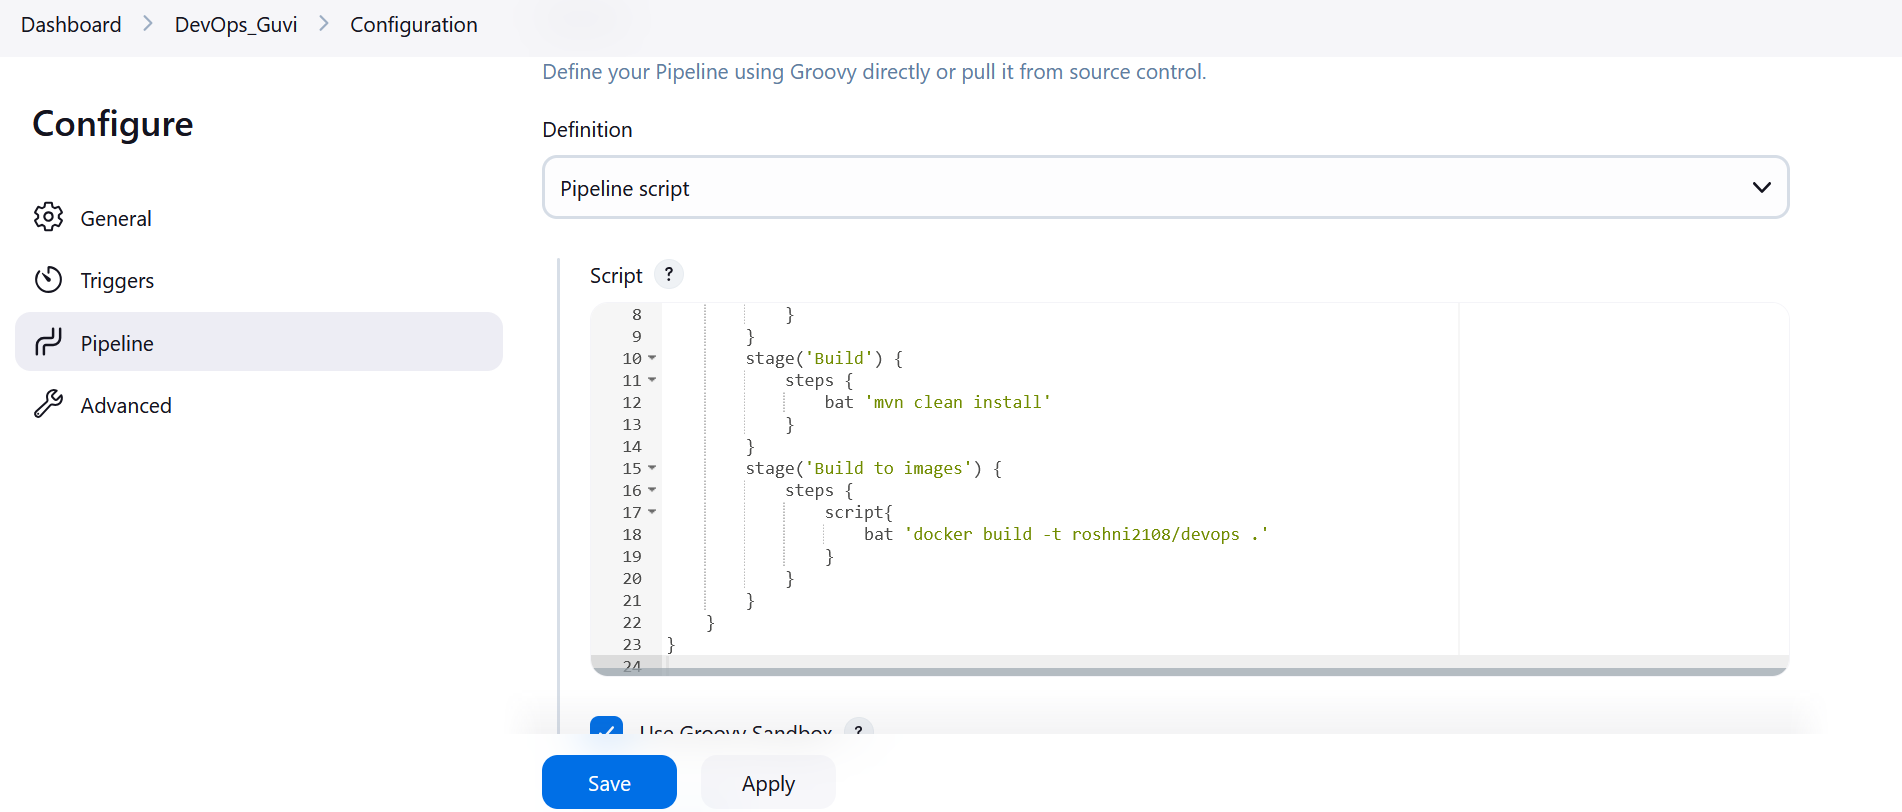 Dashboard > DevOps_Guvi > Configuration
Define your Pipeline using Groovy directly or pull it from source control.
Configure
General
Triggers
Pipeline
Advanced
Definition
Pipeline script
Script ?
8 }
9 }
10 stage('Build') {
11 steps {
12 bat 'mvn clean install'
13 }
14 }
15 stage('Build to images') {
16 steps {
17 script{
18 bat 'docker build -t roshni2108/devops .'
19 }
20 }
21 }
22 }
23 }
24
Use Groovy Sandbox ?
Save Apply